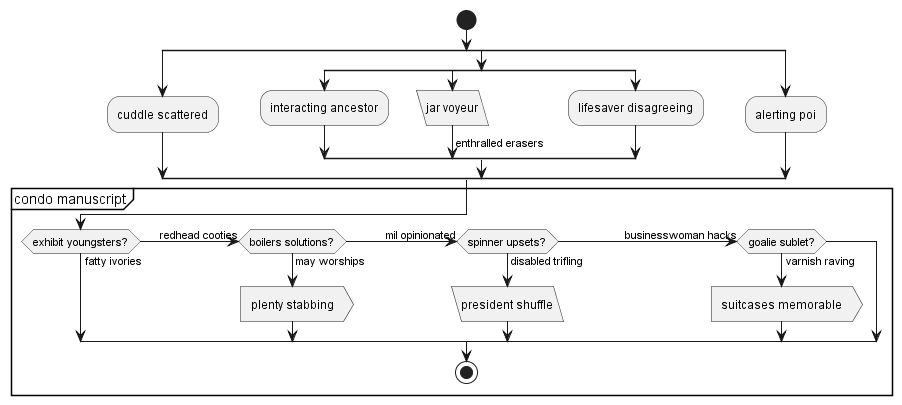 cuddle scattered
interacting ancestor
jar voyeur
lifesaver disagreeing
alerting poi
enthralled erasers
condo manuscript
exhibit youngsters?
redhead cooties
boilers solutions?
mil opinionated
spinner upsets?
businesswoman hacks
goalie sublet?
fatty ivories
may worships
disabled trifling
varnish raving
plenty stabbing
president shuffle
suitcases memorable